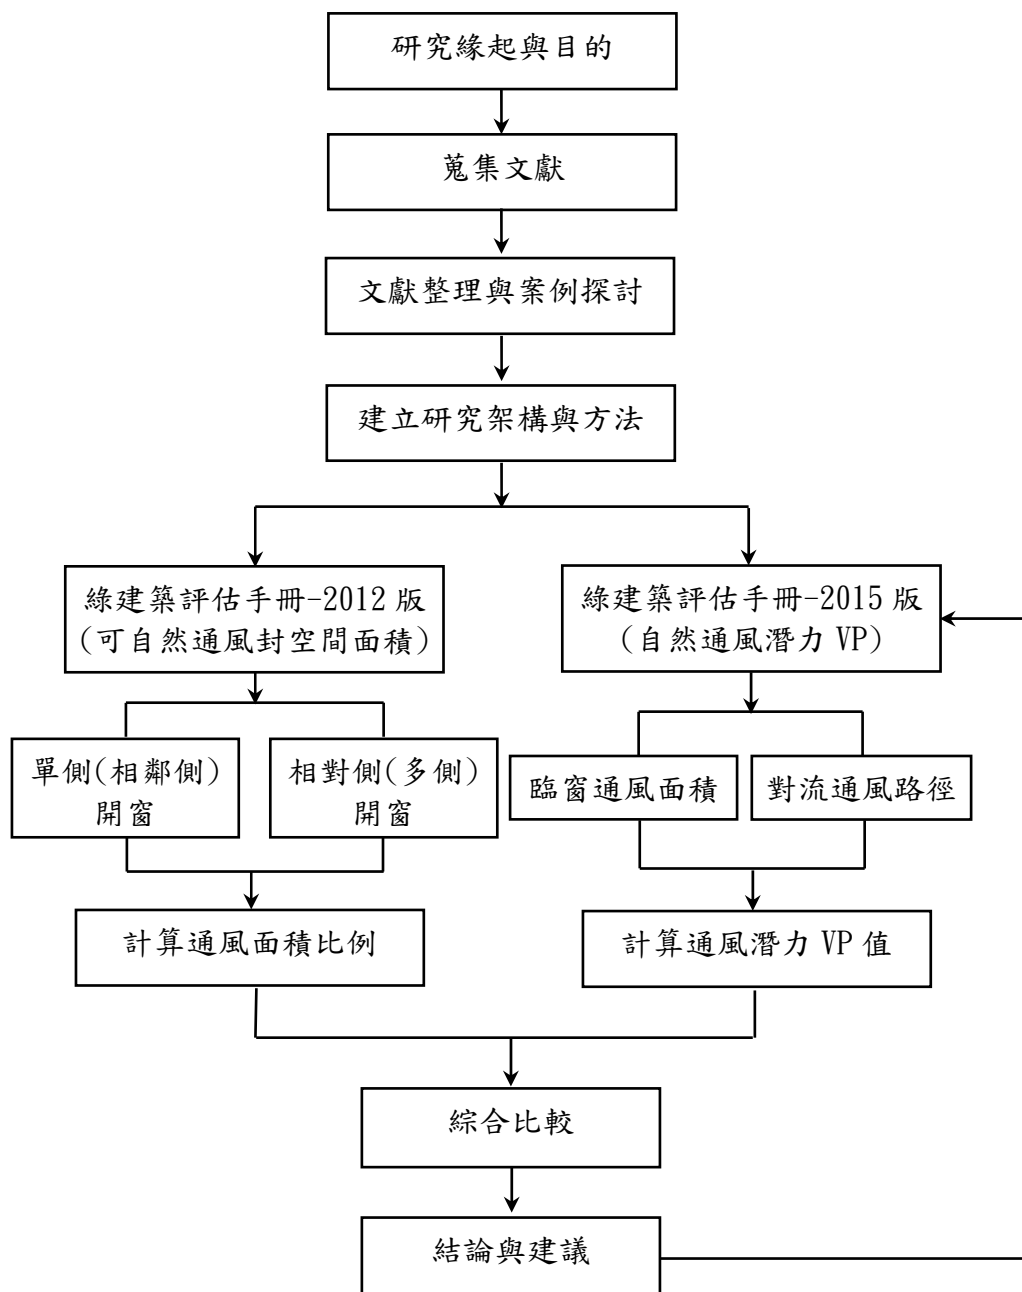 研究緣起與目的
蒐集文獻
文獻整理與案例探討
建立研究架構與方法
綠建築評估手冊-2012 版
(可自然通風封空間面積)
綠建築評估手冊-2015 版
(自然通風潛力 VP)
單側(相鄰側)
開窗
相對側(多側)
開窗
臨窗通風面積
對流通風路徑
計算通風面積比例
計算通風潛力 VP 值
綜合比較
結論與建議